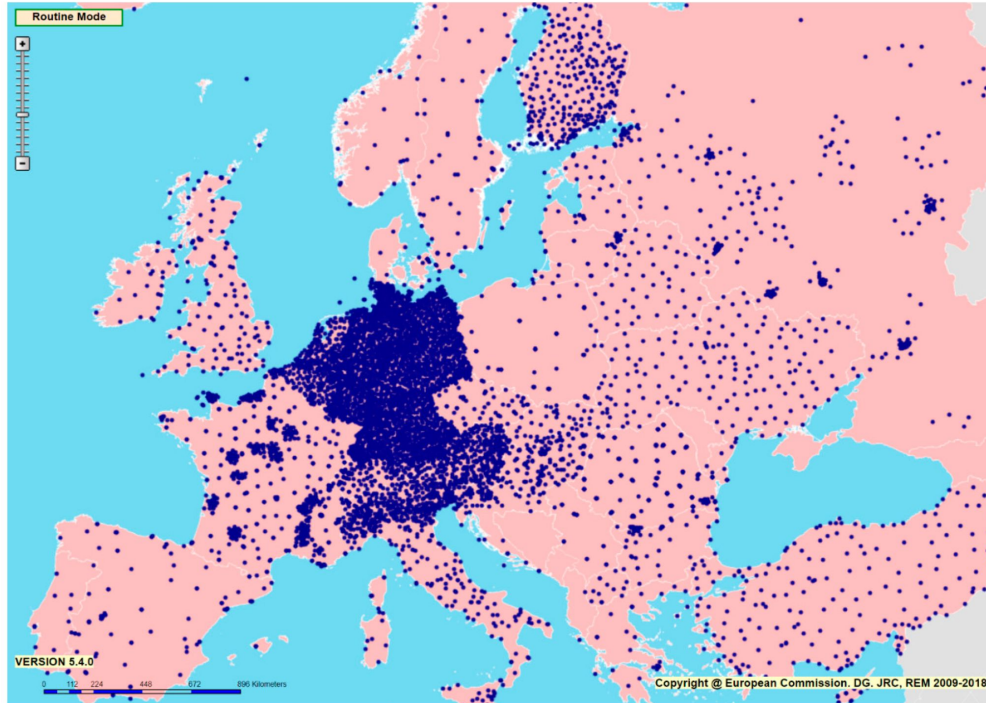 Routine Mode
+
−
VERSION 5.4.0
0 112 224 448 672 896 Kilometers
Copyright @ European Commission. DG. JRC, REM 2009-2018